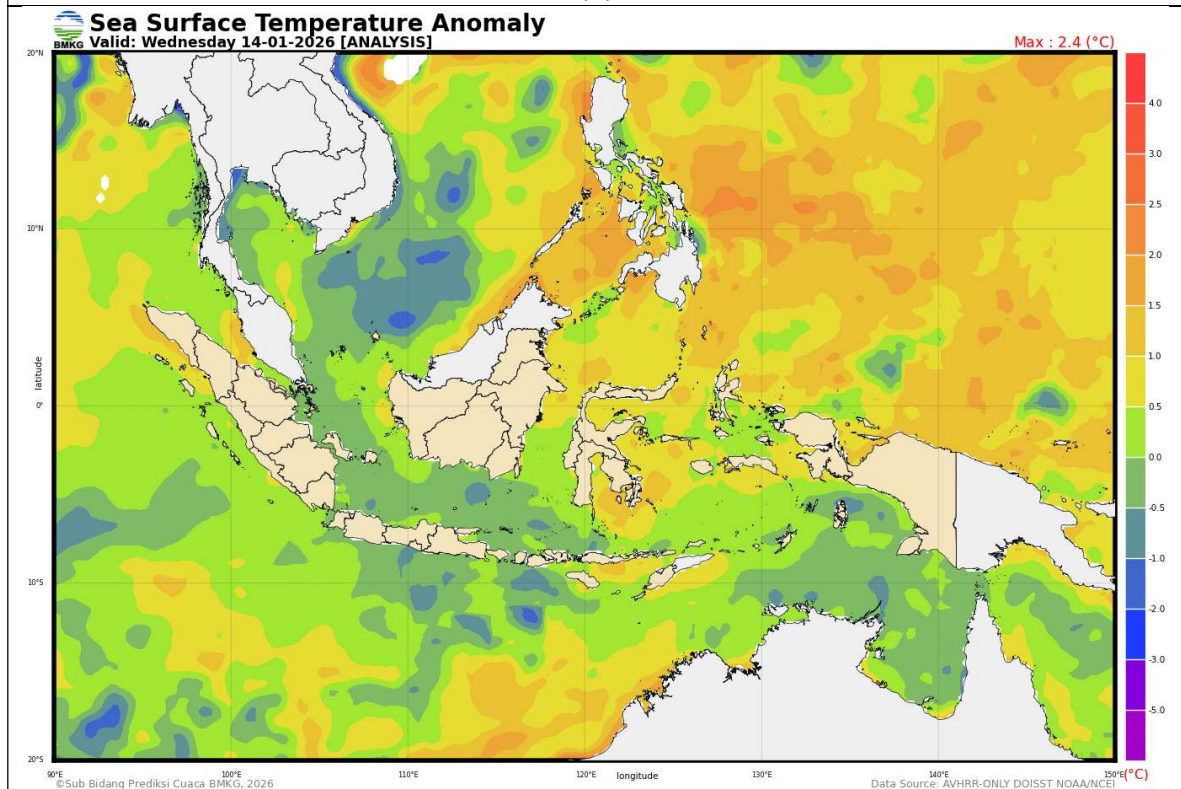 Sea Surface Temperature Anomaly
BMKG
Valid: Wednesday 14-01-2026 [ANALYSIS]
Max : 2.4 (°C)
20°N
10°N
0°
10°S
20°S
latitude
90°E
100°E
110°E
120°E
130°E
140°E
150°E
longitude
4.0
3.0
2.5
2.0
1.5
1.0
0.5
0.0
-0.5
-1.0
-2.0
-3.0
-5.0
(°C)
©Sub Bidang Prediksi Cuaca BMKG, 2026
Data Source: AVHRR-ONLY DOISST NOAA/NCEI